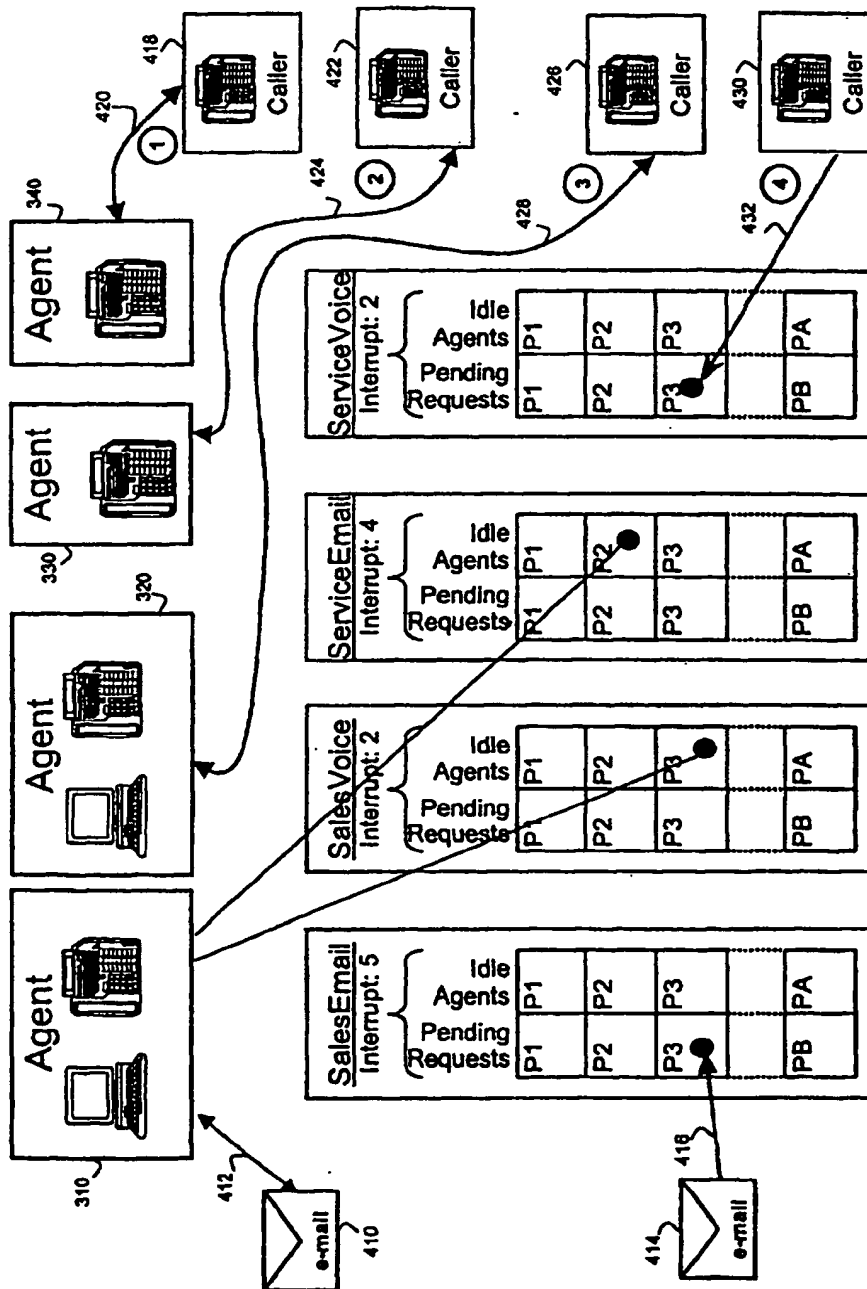 Agent
310
Agent
320
Agent
330
Agent
340
420
1
418
Caller
424
2
422
Caller
428
3
426
Caller
432
4
430
Caller
412
e-mail
410
414
e-mail
416
SalesEmail
Interrupt: 5
Pending Requests
Idle Agents
P1 P1
P2 P2
P3 P3
PB PA
SalesVoice
Interrupt: 2
Pending Requests
Idle Agents
P1 P1
P2 P2
P3 P3
PB PA
ServiceEmail
Interrupt: 4
Pending Requests
Idle Agents
P1 P1
P2 P2
P3 P3
PB PA
ServiceVoice
Interrupt: 2
Pending Requests
Idle Agents
P1 P1
P2 P2
P3 P3
PB PA